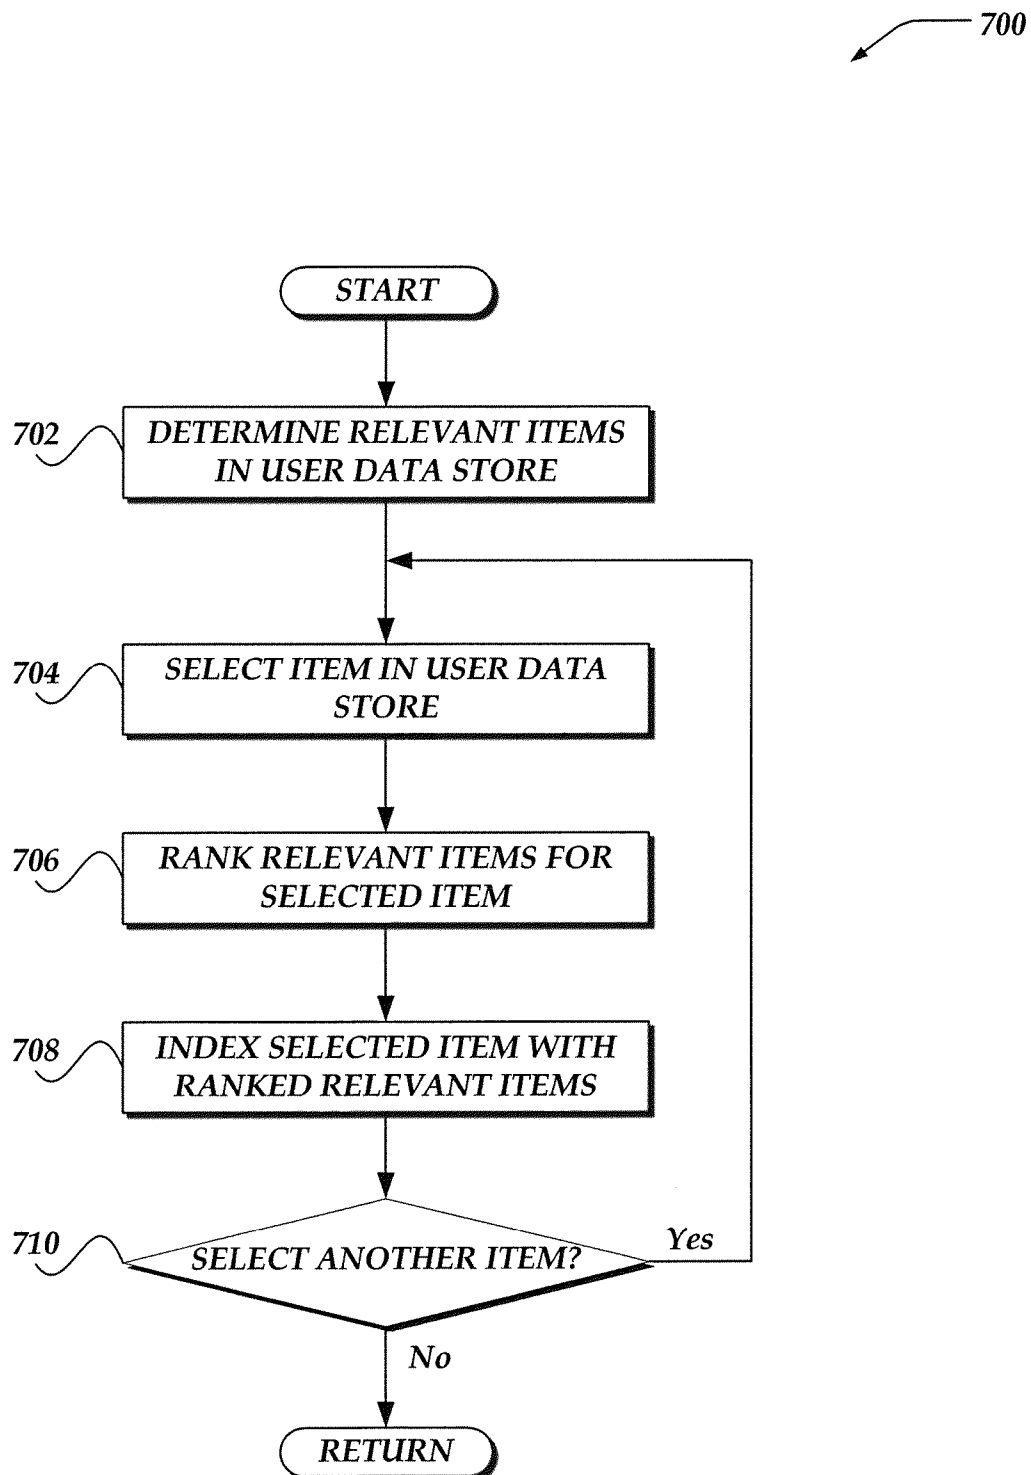 700
START
702
DETERMINE RELEVANT ITEMS
IN USER DATA STORE
704
SELECT ITEM IN USER DATA
STORE
706
RANK RELEVANT ITEMS FOR
SELECTED ITEM
708
INDEX SELECTED ITEM WITH
RANKED RELEVANT ITEMS
710
SELECT ANOTHER ITEM?
Yes
No
RETURN